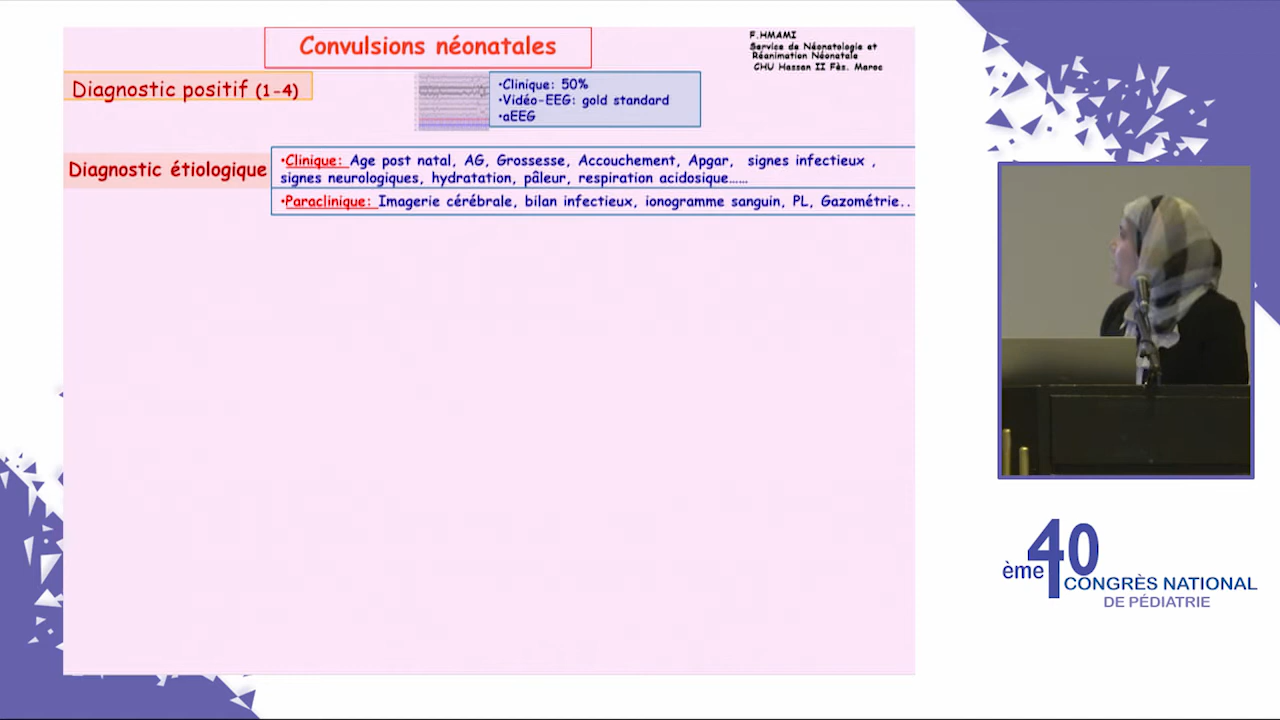 Convulsions néonatales
F.HMAMI
Service de Néonatologie et
Réanimation Néonatale
CHU Hassan II Fès. Maroc
Diagnostic positif (1-4)
•Clinique: 50%
•Vidéo-EEG: gold standard
•aEEG
Diagnostic étiologique
•Clinique: Age post natal, AG, Grossesse, Accouchement, Apgar, signes infectieux ,
signes neurologiques, hydratation, pâleur, respiration acidosique……
•Paraclinique: Imagerie cérébrale, bilan infectieux, ionogramme sanguin, PL, Gazométrie..
40
ème
CONGRÈS NATIONAL
DE PÉDIATRIE